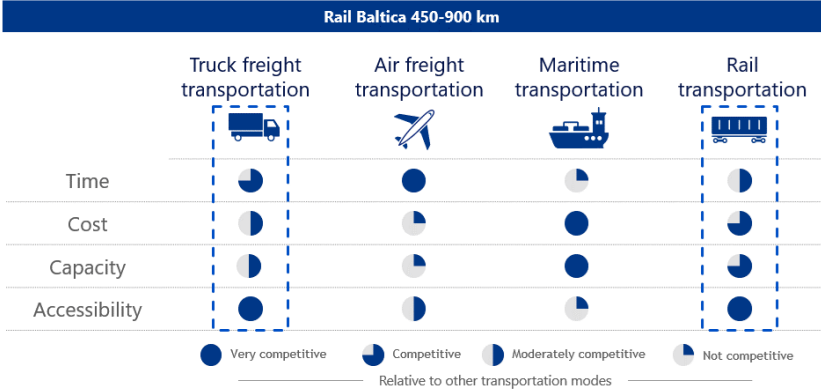 Rail Baltica 450-900 km
Truck freight transportation
Air freight transportation
Maritime transportation
Rail transportation
Time
Cost
Capacity
Accessibility
Very competitive
Competitive
Moderately competitive
Not competitive
Relative to other transportation modes